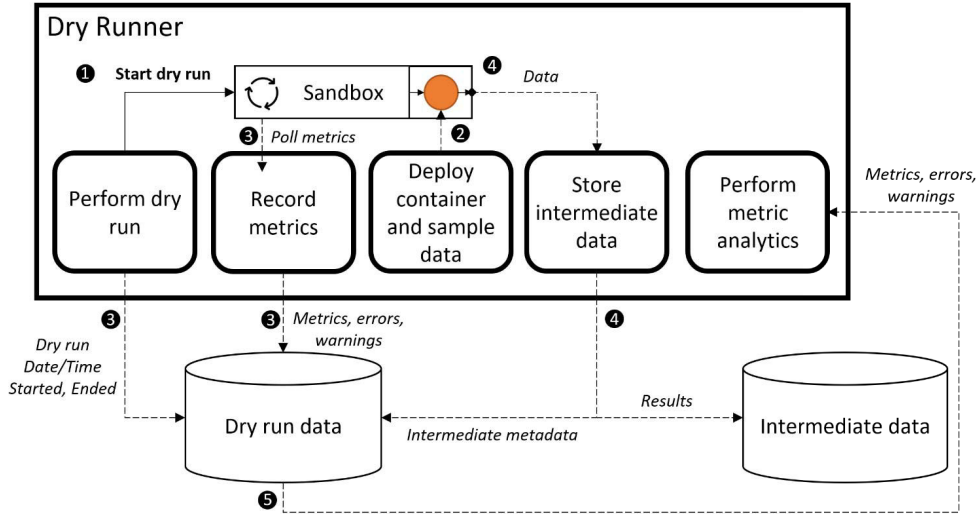 Dry Runner
❶ Start dry run
Sandbox
❹ Data
❸ Poll metrics
❷
Perform dry
run
Record
metrics
Deploy
container
and sample
data
Store
intermediate
data
Perform
metric
analytics
Metrics, errors,
warnings
❸
Dry run
Date/Time
Started, Ended
❸ Metrics, errors,
warnings
❹
Dry run data
Intermediate metadata
Results
Intermediate data
❺